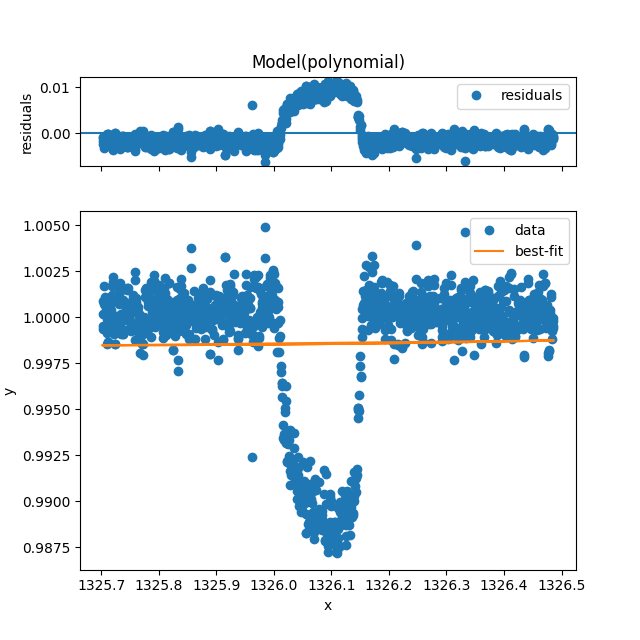 Model(polynomial)
0.01
0.00
residuals
residuals
1.0050
1.0025
1.0000
0.9975
0.9950
0.9925
0.9900
0.9875
y
data
best-fit
1325.7 1325.8 1325.9 1326.0 1326.1 1326.2 1326.3 1326.4 1326.5
x